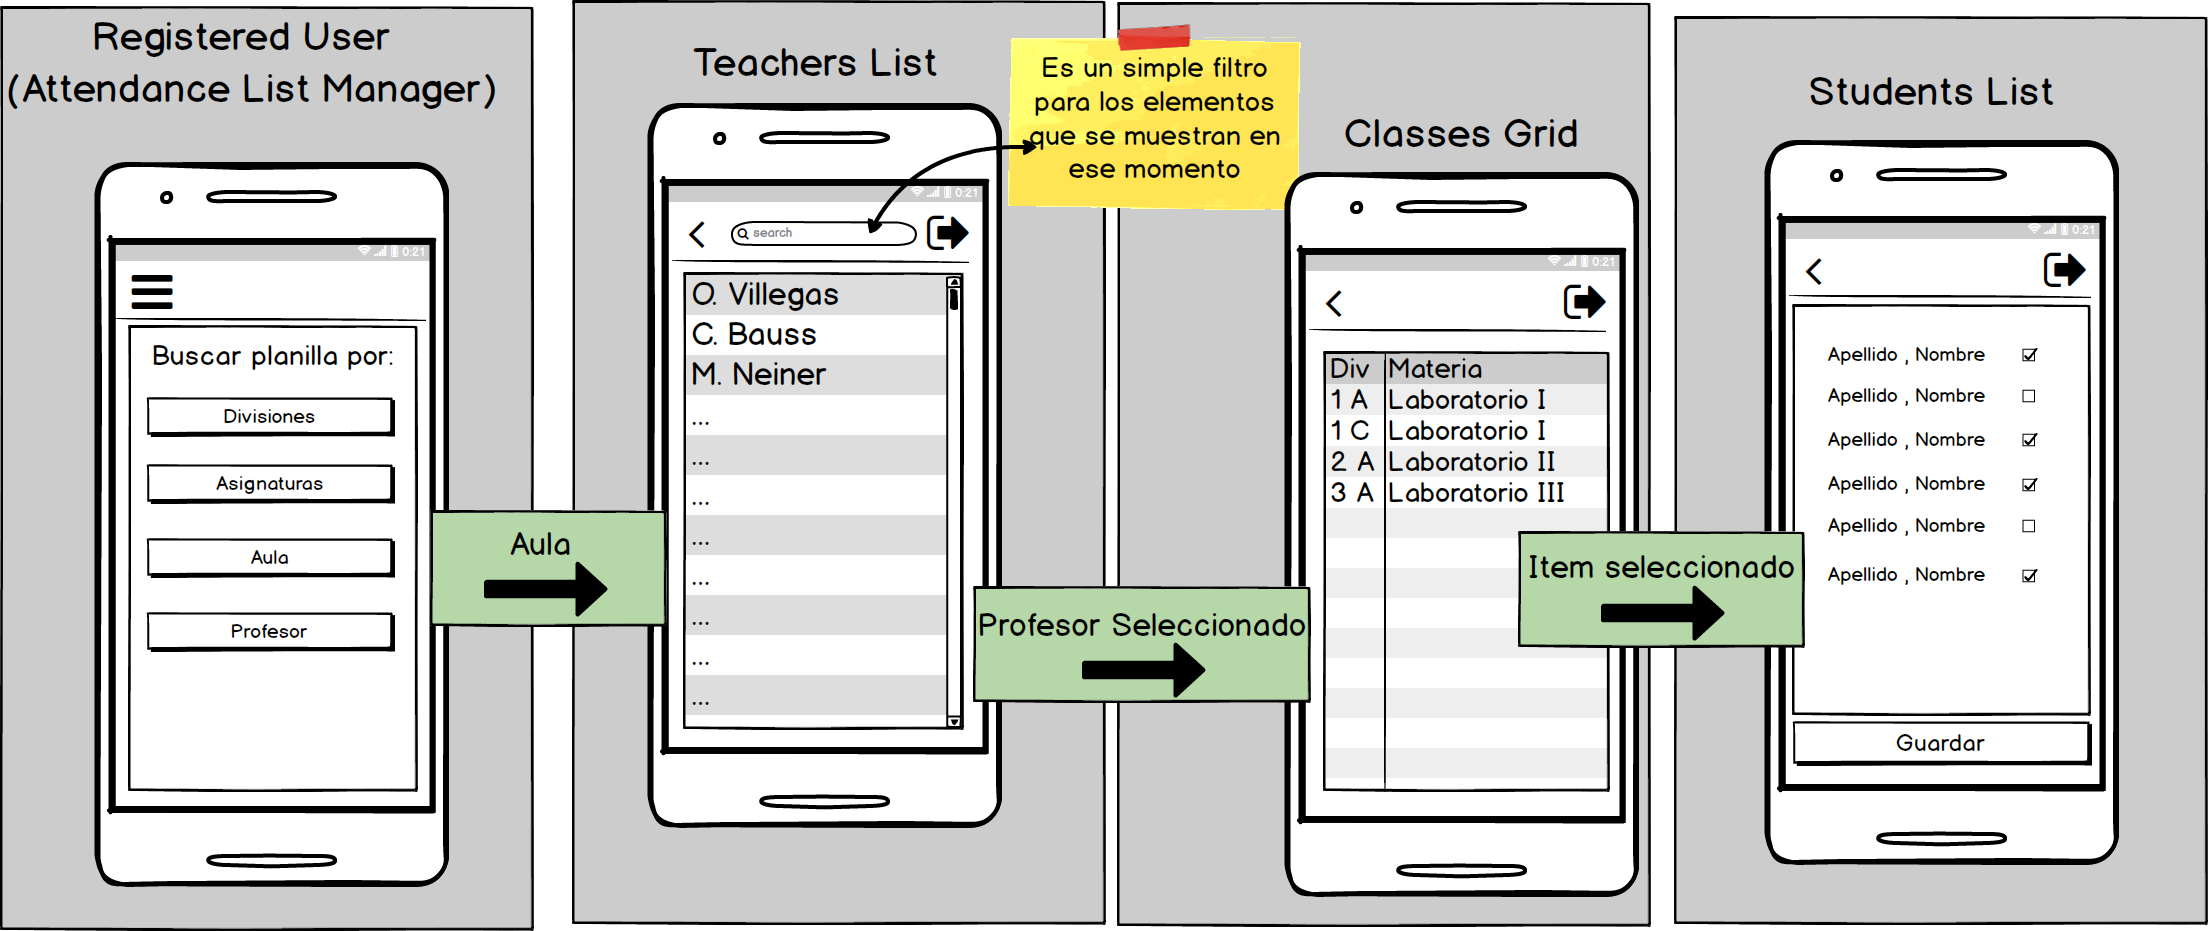 Registered User
(Attendance List Manager)
0:21
Buscar planilla por:
Divisiones
Asignaturas
Aula
Profesor
Aula
Teachers List
0:21
search
O. Villegas
C. Bauss
M. Neiner
...
...
...
...
...
...
...
...
Es un simple filtro
para los elementos
que se muestran en
ese momento
Profesor Seleccionado
Classes Grid
0:21
Div Materia
1 A Laboratorio I
1 C Laboratorio I
2 A Laboratorio II
3 A Laboratorio III
Item seleccionado
Students List
0:21
Apellido , Nombre
Apellido , Nombre
Apellido , Nombre
Apellido , Nombre
Apellido , Nombre
Apellido , Nombre
Guardar